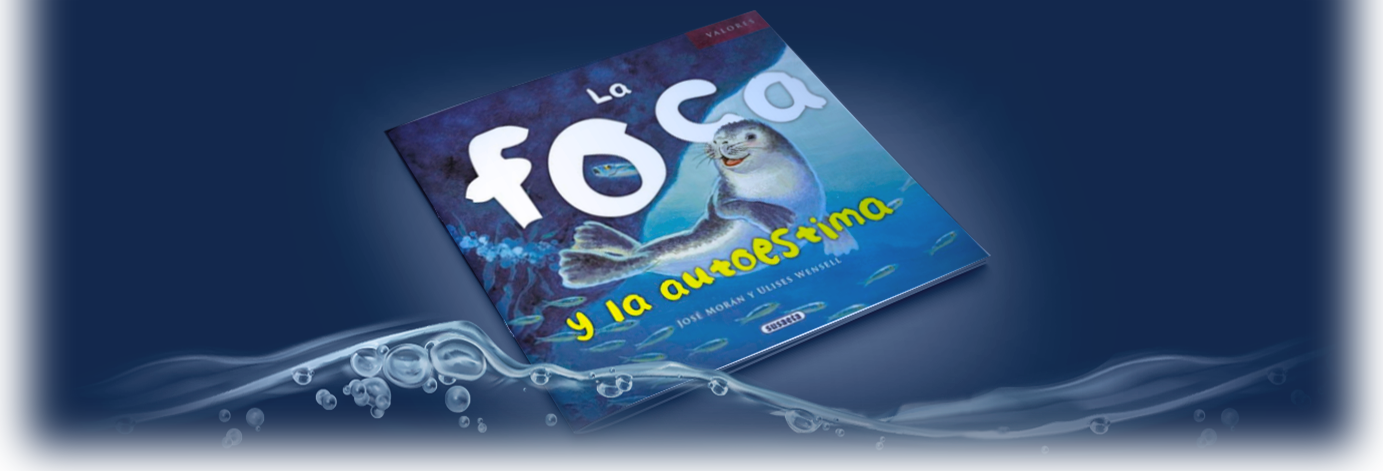 VALORES
La
foca
y la autoestima
JOSÉ MORÁN Y ULISES WENSELL
susaeta